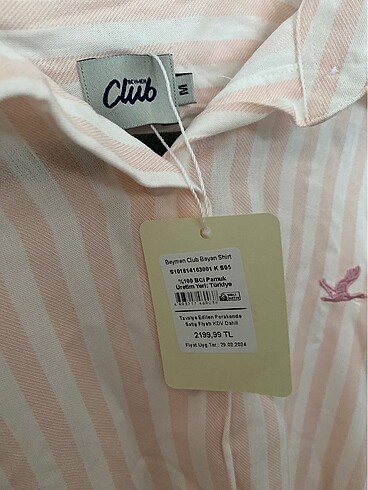 BEYMEN
Club
M
Beymen Club Bayan Shirt
S101814163001 K S05
%100 BCI Pamuk
Üretim Yeri: Türkiye
Tavsiye Edilen Perakende
Satış Fiyatı KDV Dahil
2199,99 TL
Fiyat Uyg.Tar.: 29.02.2024